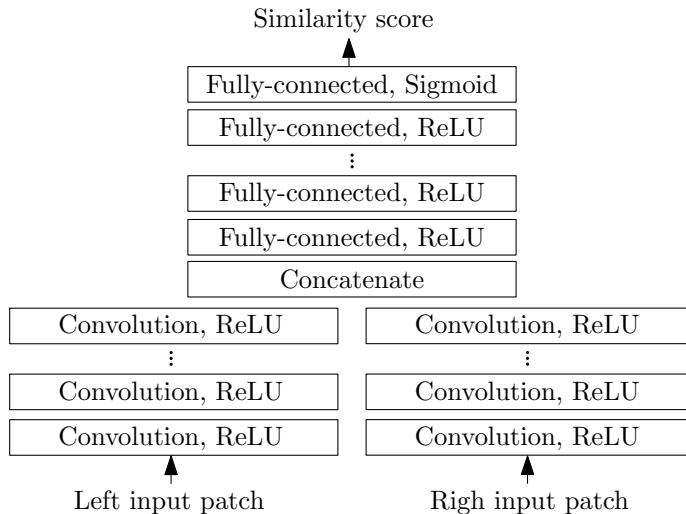 Similarity score
Fully-connected, Sigmoid
Fully-connected, ReLU
Fully-connected, ReLU
Fully-connected, ReLU
Concatenate
Convolution, ReLU
Convolution, ReLU
Convolution, ReLU
Convolution, ReLU
Convolution, ReLU
Convolution, ReLU
Left input patch
Righ input patch